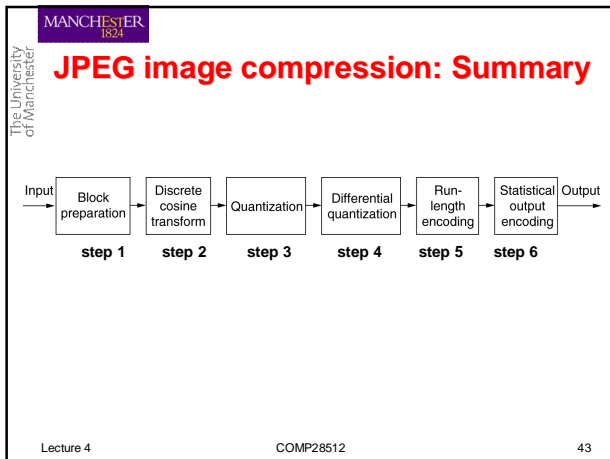 MANCHESTER
1824
The University
of Manchester
JPEG image compression: Summary
Input
Block
preparation
Discrete
cosine
transform
Quantization
Differential
quantization
Run-
length
encoding
Statistical
output
encoding
Output
step 1
step 2
step 3
step 4
step 5
step 6
Lecture 4
COMP28512
43